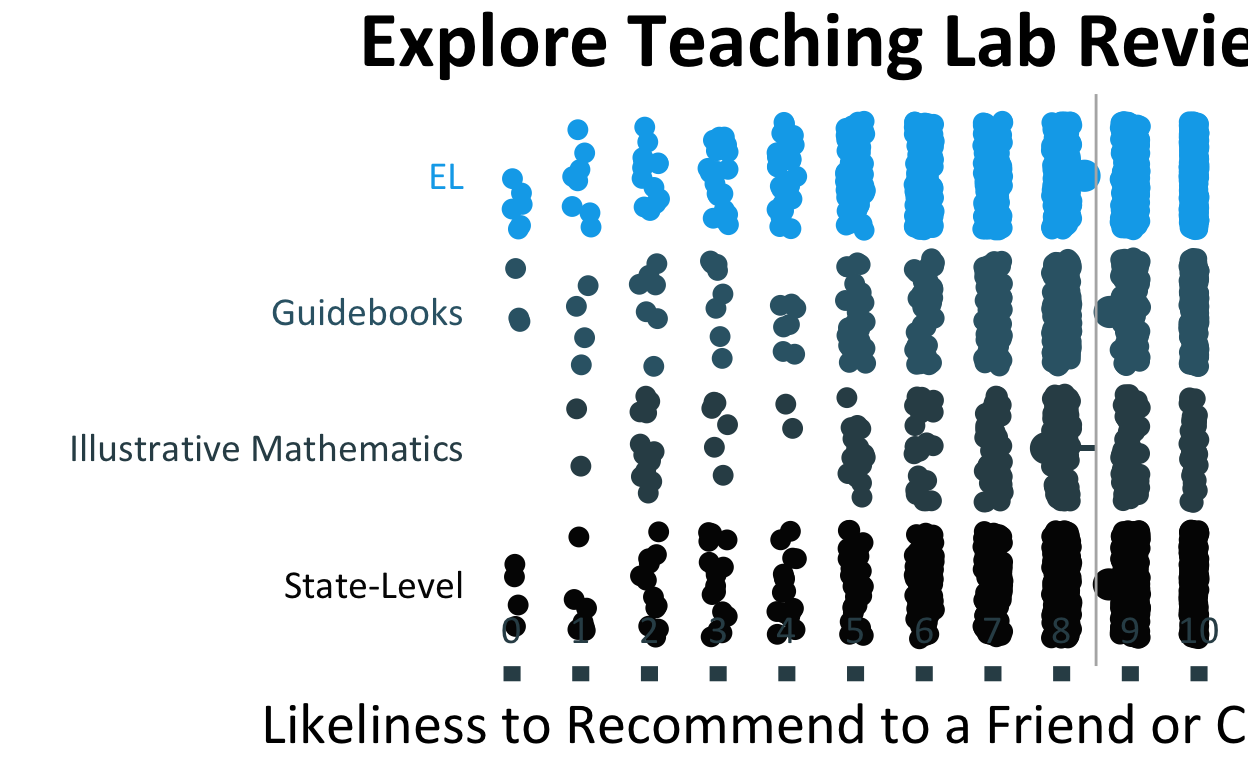 Explore Teaching Lab Revie
EL
Guidebooks
Illustrative Mathematics
State-Level
0 1 2 3 4 5 6 7 8 9 10
Likeliness to Recommend to a Friend or C